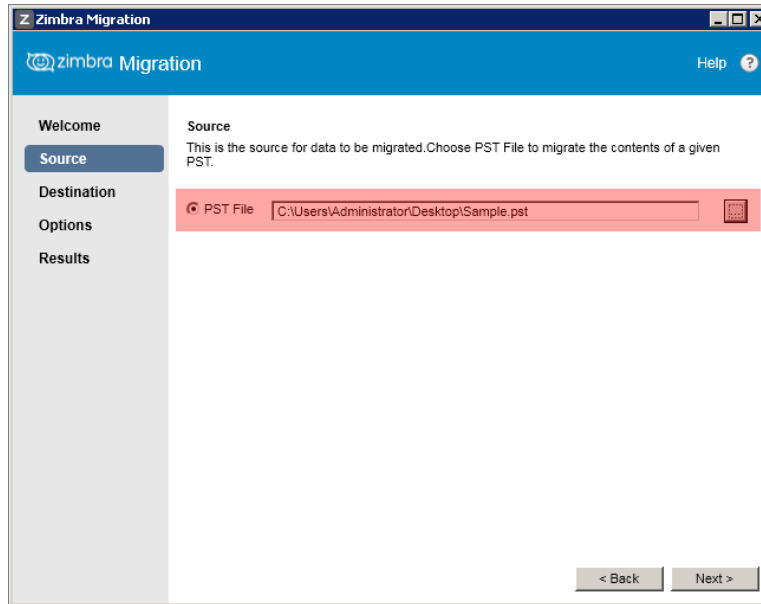 Z Zimbra Migration
zimbra Migration
Help ?
Welcome
Source
Destination
Options
Results
Source
This is the source for data to be migrated.Choose PST File to migrate the contents of a given
PST.
PST File C:\Users\Administrator\Desktop\Sample.pst ...
< Back Next >